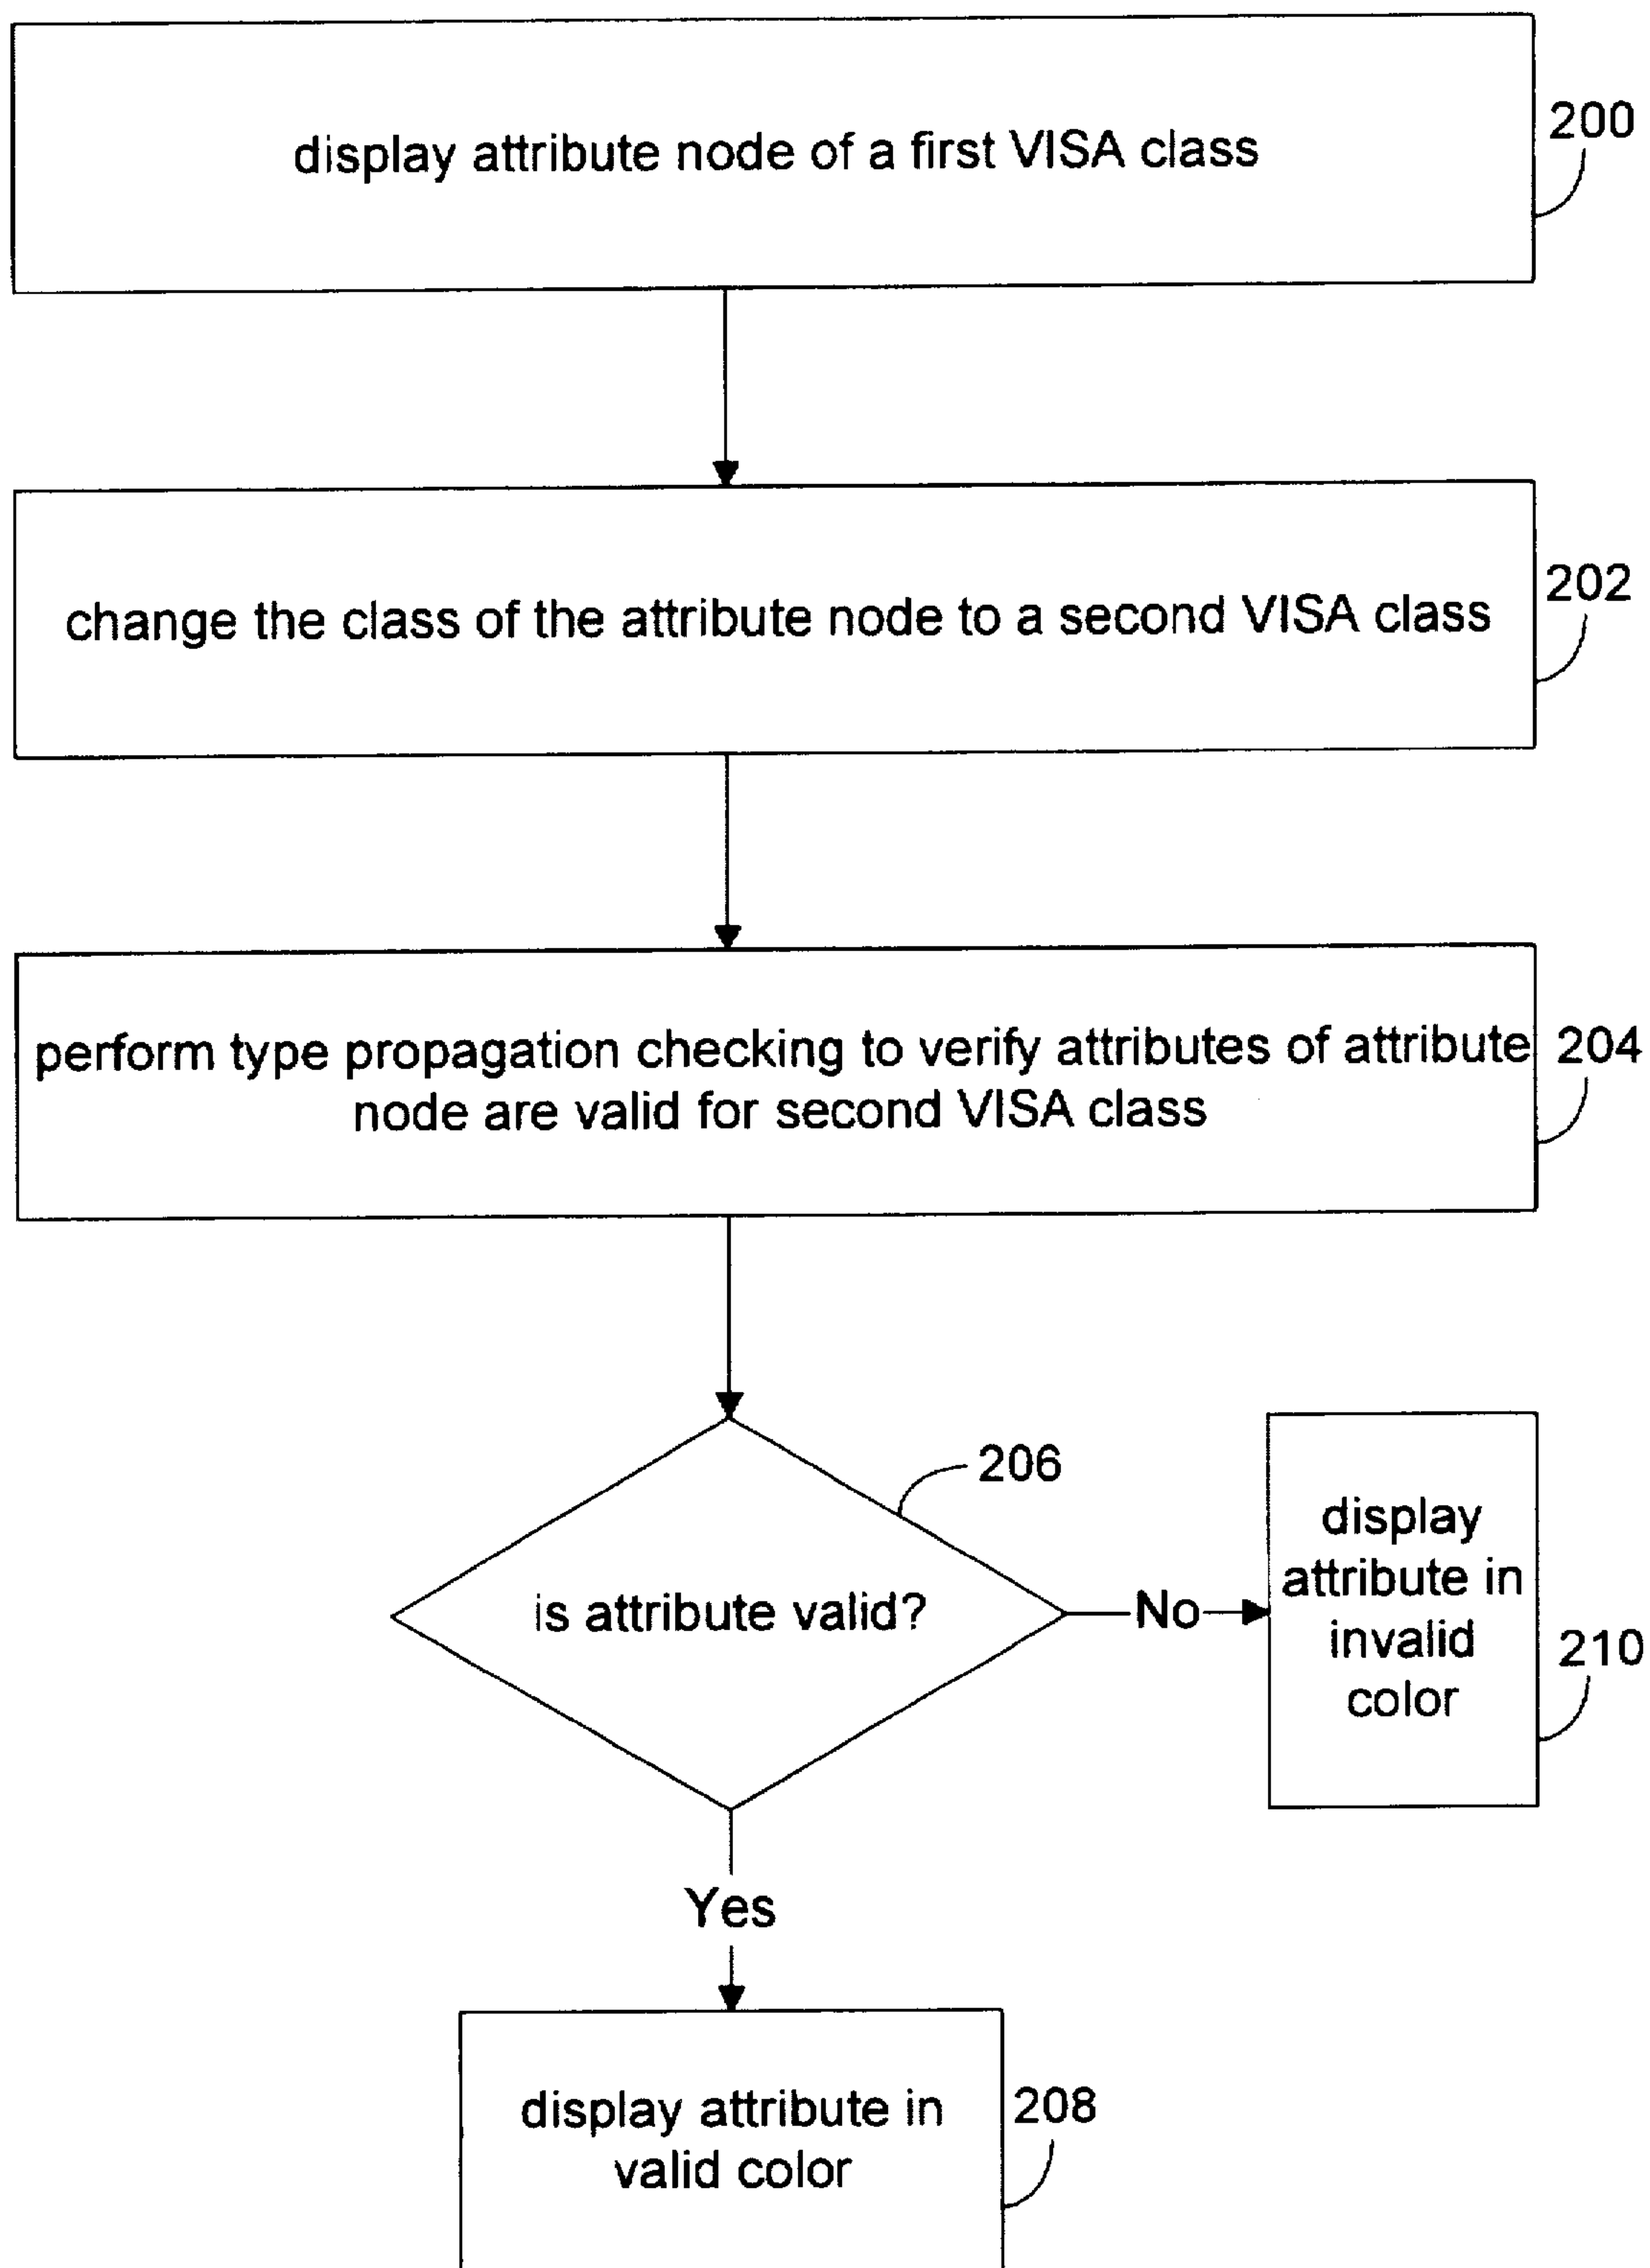 display attribute node of a first VISA class
200
change the class of the attribute node to a second VISA class
202
perform type propagation checking to verify attributes of attribute
node are valid for second VISA class
204
206
is attribute valid?
No
display
attribute in
invalid
color
210
Yes
display attribute in
valid color
208